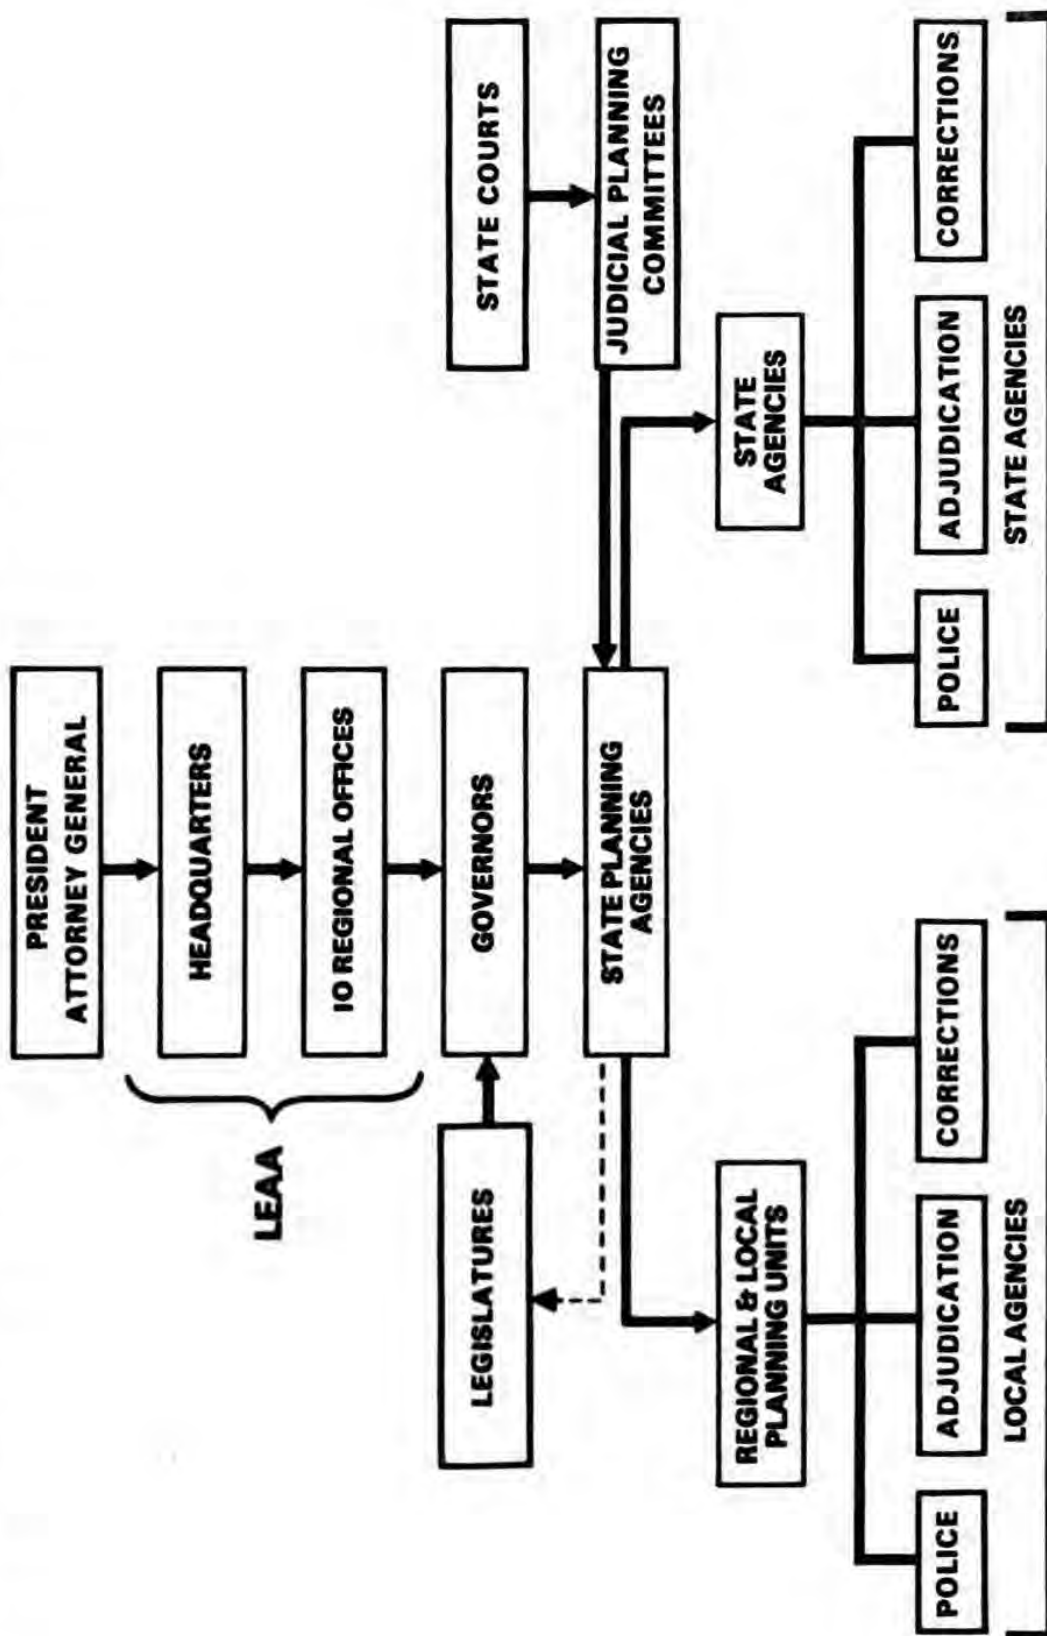 PRESIDENT
ATTORNEY GENERAL
HEADQUARTERS
LEAA
10 REGIONAL OFFICES
LEGISLATURES
GOVERNORS
STATE COURTS
STATE PLANNING
AGENCIES
JUDICIAL PLANNING
COMMITTEES
REGIONAL & LOCAL
PLANNING UNITS
STATE
AGENCIES
POLICE
ADJUDICATION
CORRECTIONS
LOCAL AGENCIES
POLICE
ADJUDICATION
CORRECTIONS
STATE AGENCIES